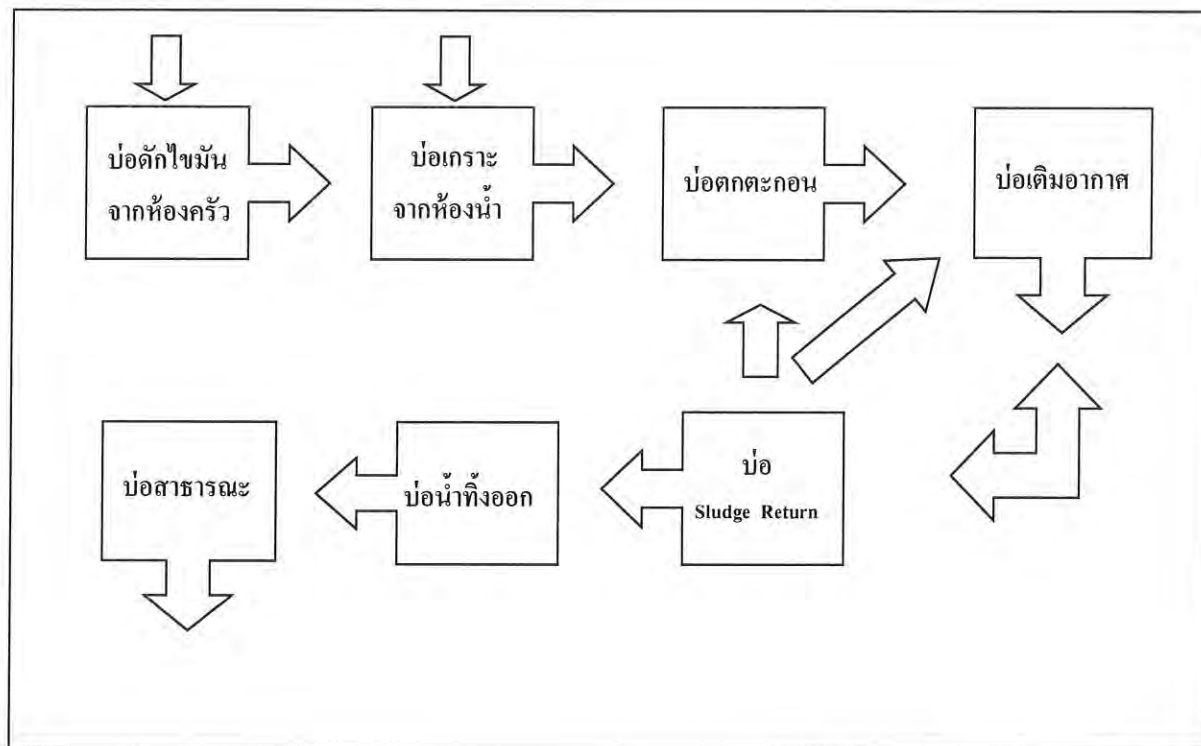 บ่อดักไขมัน
จากห้องครัว
บ่อเกราะ
จากห้องน้ำ
บ่อตกตะกอน
บ่อเติมอากาศ
บ่อสาธารณะ
บ่อน้ำทิ้งออก
บ่อ
Sludge Return